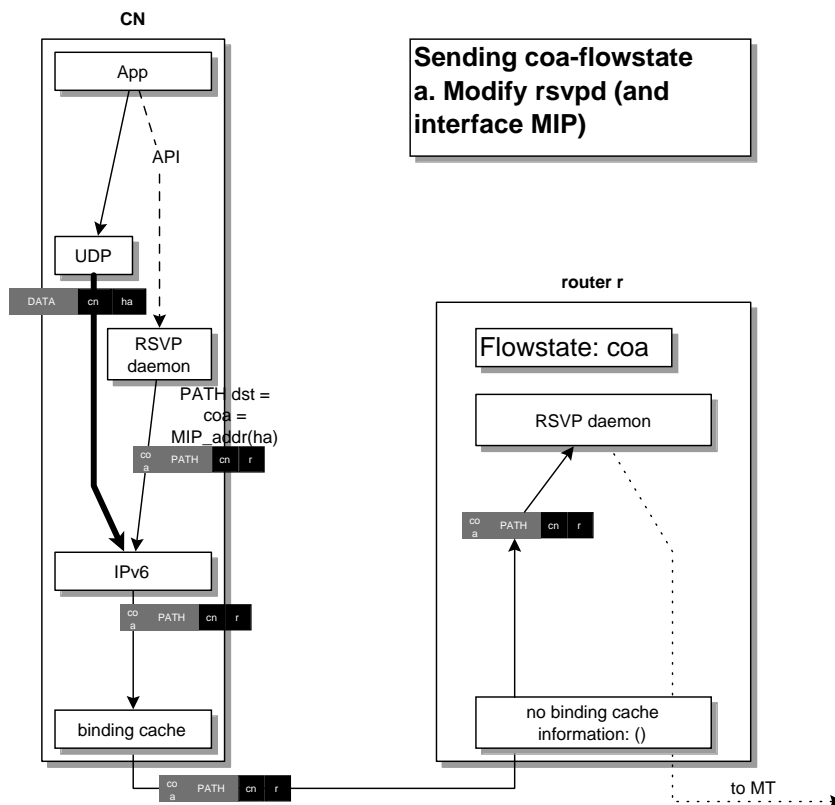 CN
Sending coa-flowstate
a. Modify rsvpd (and
interface MIP)
App
API
UDP
DATA cn ha
router r
RSVP
daemon
Flowstate: coa
PATH dst =
coa =
MIP_addr(ha)
RSVP daemon
co
a PATH cn r
co
a PATH cn r
IPv6
co
a PATH cn r
binding cache
no binding cache
information: ()
co
a PATH cn r
to MT